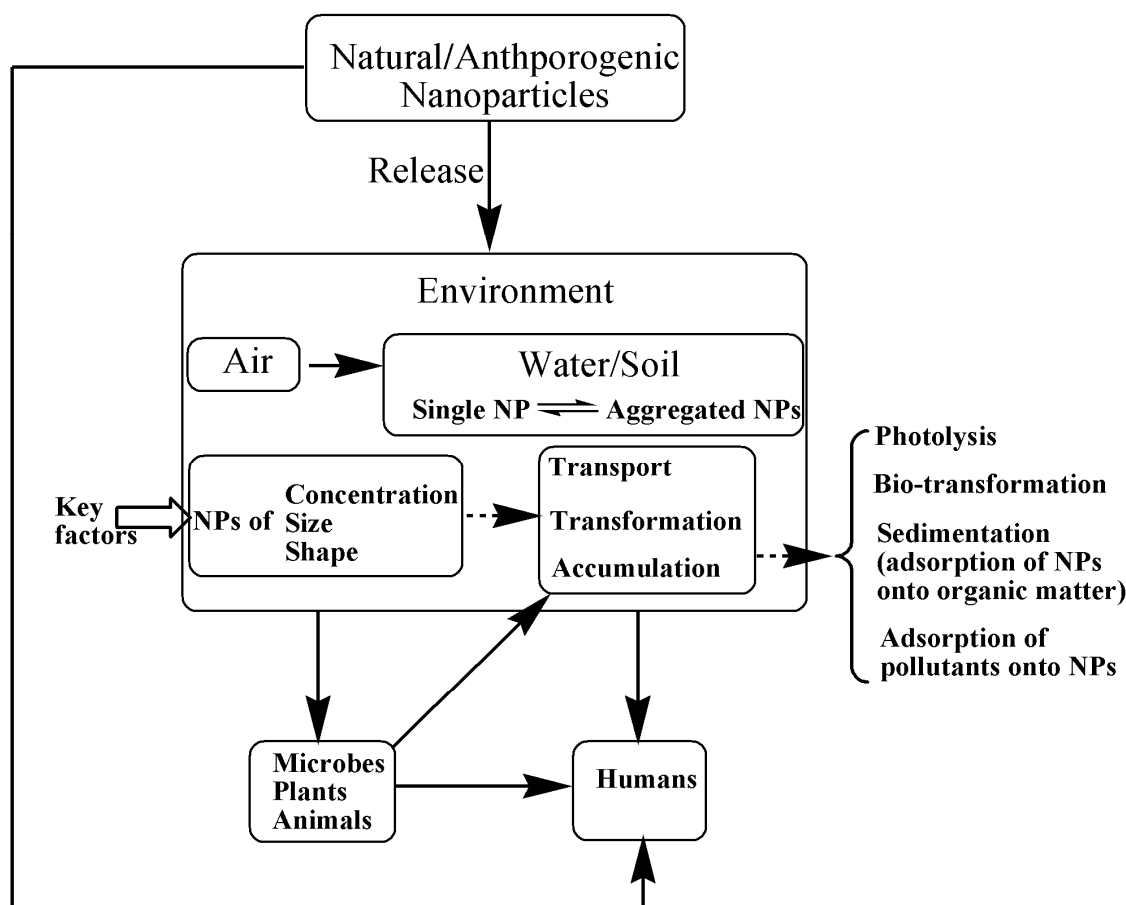 Natural/Anthporogenic
Nanoparticles
Release
Environment
Air
Water/Soil
Single NP ⇌ Aggregated NPs
Key
factors
NPs of
Concentration
Size
Shape
Transport
Transformation
Accumulation
Photolysis
Bio-transformation
Sedimentation
(adsorption of NPs
onto organic matter)
Adsorption of
pollutants onto NPs
Microbes
Plants
Animals
Humans